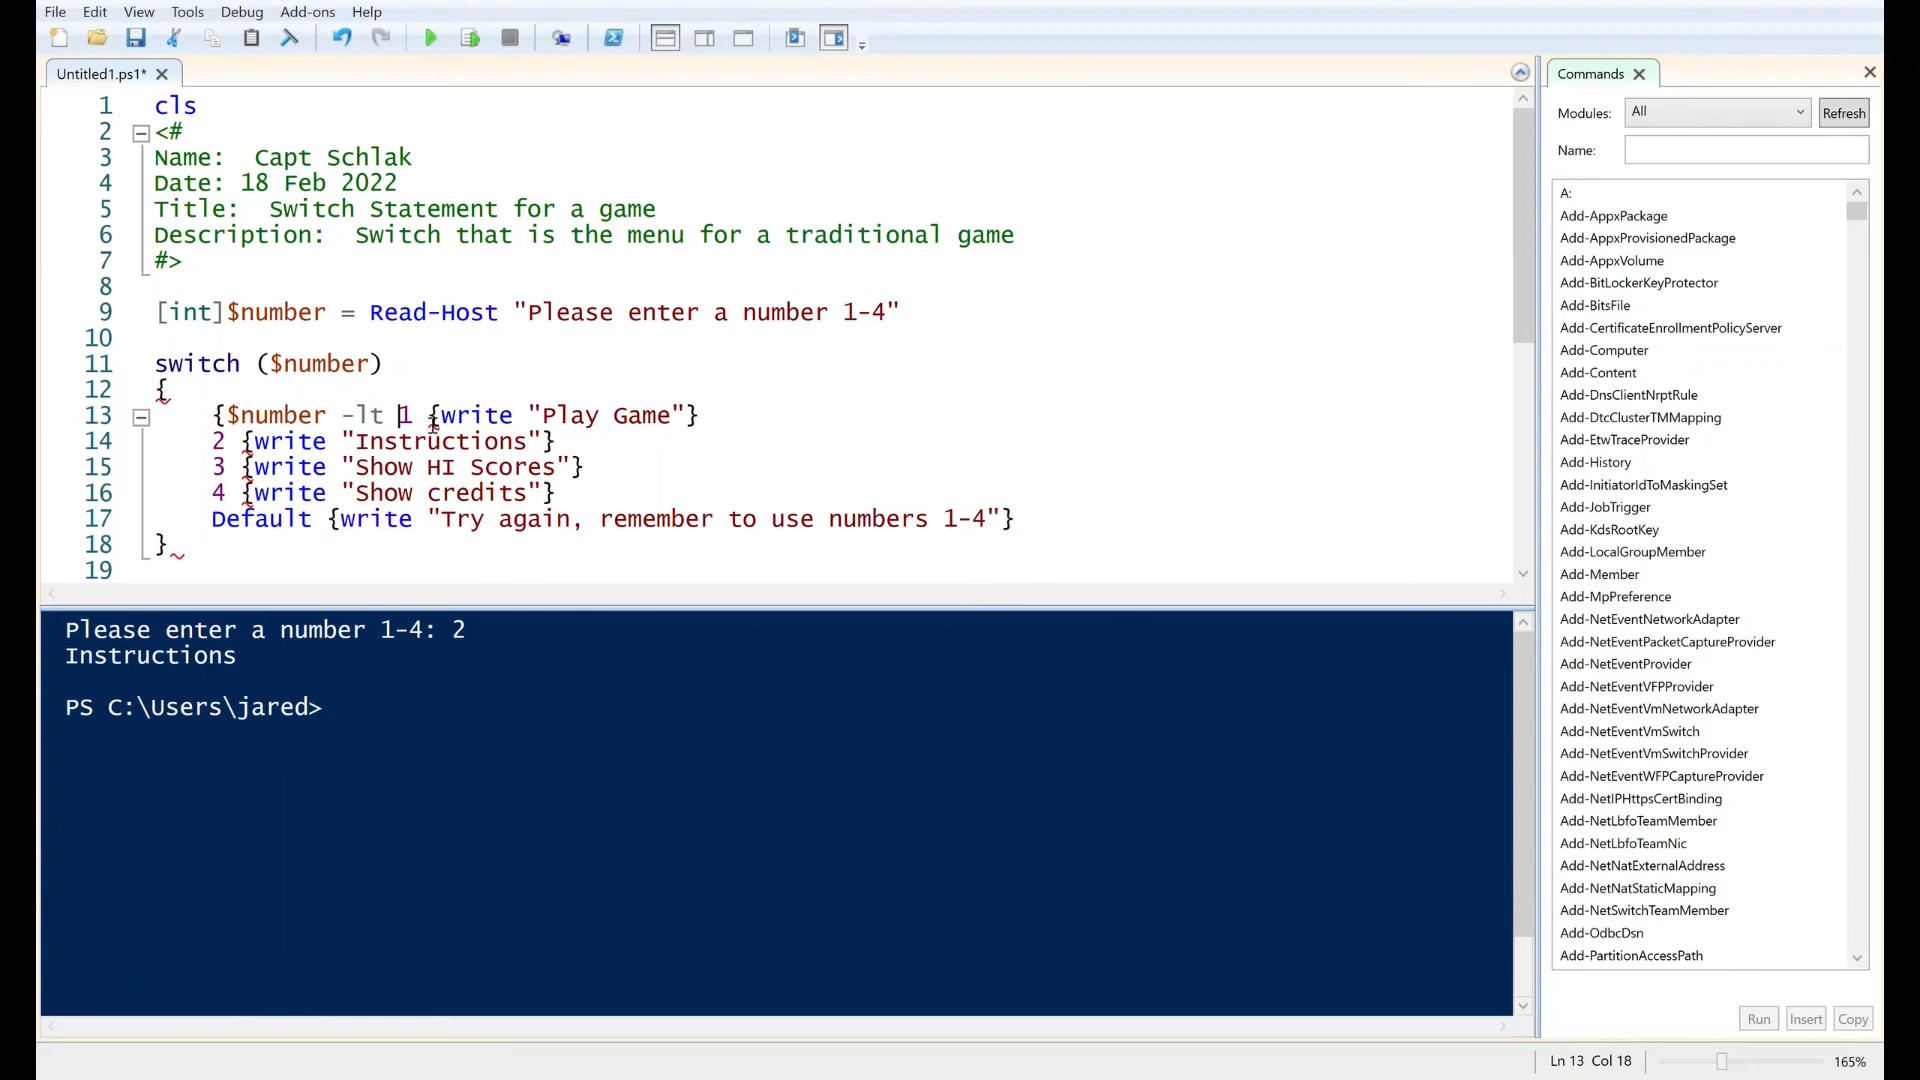 File Edit View Tools Debug Add-ons Help
Untitled1.ps1*
1 cls
2 <#
3 Name:  Capt Schlak
4 Date: 18 Feb 2022
5 Title:  Switch Statement for a game
6 Description:  Switch that is the menu for a traditional game
7 #>
8
9 [int]$number = Read-Host "Please enter a number 1-4"
10
11 switch ($number)
12 {
13     {$number -lt 1 {write "Play Game"}
14     2 {write "Instructions"}
15     3 {write "Show HI Scores"}
16     4 {write "Show credits"}
17     Default {write "Try again, remember to use numbers 1-4"}
18 }
19
Please enter a number 1-4: 2
Instructions
PS C:\Users\jared>
Commands
Modules: All Refresh
Name:
A:
Add-AppxPackage
Add-AppxProvisionedPackage
Add-AppxVolume
Add-BitLockerKeyProtector
Add-BitsFile
Add-CertificateEnrollmentPolicyServer
Add-Computer
Add-Content
Add-DnsClientNrptRule
Add-DtcClusterTMMapping
Add-EtwTraceProvider
Add-History
Add-InitiatorIdToMaskingSet
Add-JobTrigger
Add-KdsRootKey
Add-LocalGroupMember
Add-Member
Add-MpPreference
Add-NetEventNetworkAdapter
Add-NetEventPacketCaptureProvider
Add-NetEventProvider
Add-NetEventVFPProvider
Add-NetEventVmNetworkAdapter
Add-NetEventVmSwitch
Add-NetEventVmSwitchProvider
Add-NetEventWFPCaptureProvider
Add-NetIPHttpsCertBinding
Add-NetLbfoTeamMember
Add-NetLbfoTeamNic
Add-NetNatExternalAddress
Add-NetNatStaticMapping
Add-NetSwitchTeamMember
Add-OdbcDsn
Add-PartitionAccessPath
Run Insert Copy
Ln 13 Col 18 165%